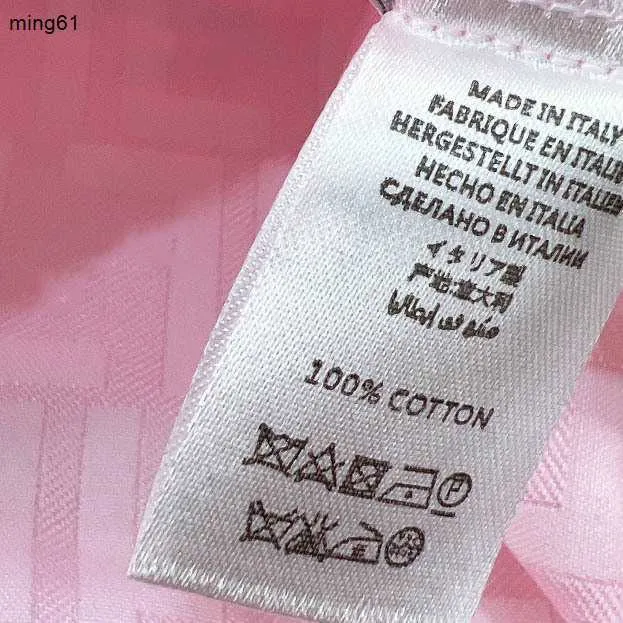 ming61
MADE IN ITALY
FABRIQUE EN ITALIE
HERGESTELLT IN ITALIEN
HECHO EN ITALIA
СДЕЛАНО В ИТАЛИИ
イタリア製
产地:意大利
صنع في إيطاليا
100% COTTON
P